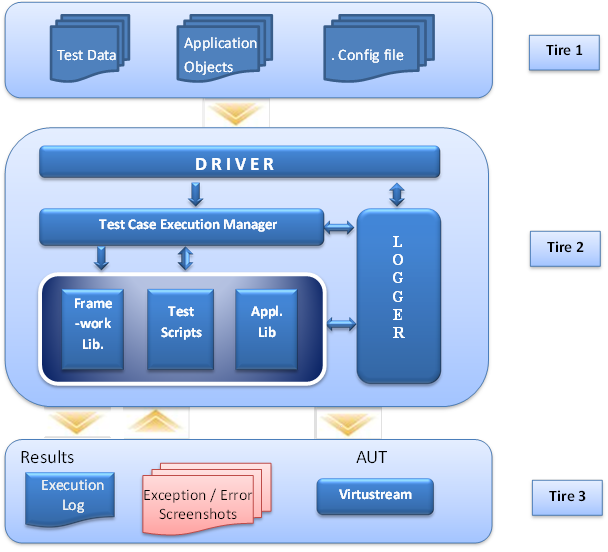 Test Data
Application
Objects
. Config file
Tire 1
DRIVER
Test Case Execution Manager
LOGGER
Tire 2
Frame
-work
Lib.
Test
Scripts
Appl.
Lib
Results
AUT
Execution
Log
Exception / Error
Screenshots
Virtustream
Tire 3